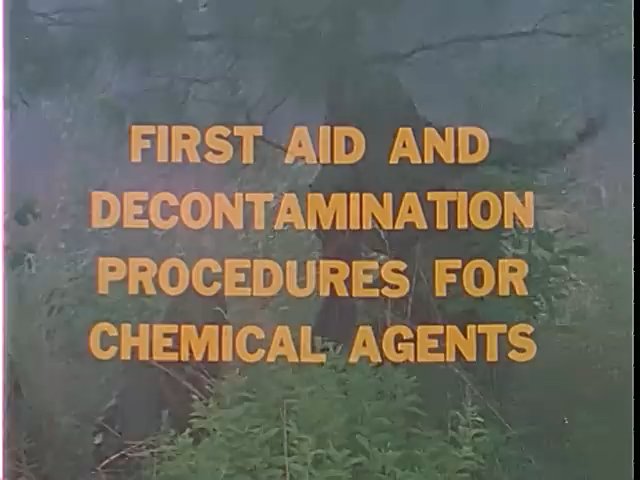 FIRST AID AND
DECONTAMINATION
PROCEDURES FOR
CHEMICAL AGENTS